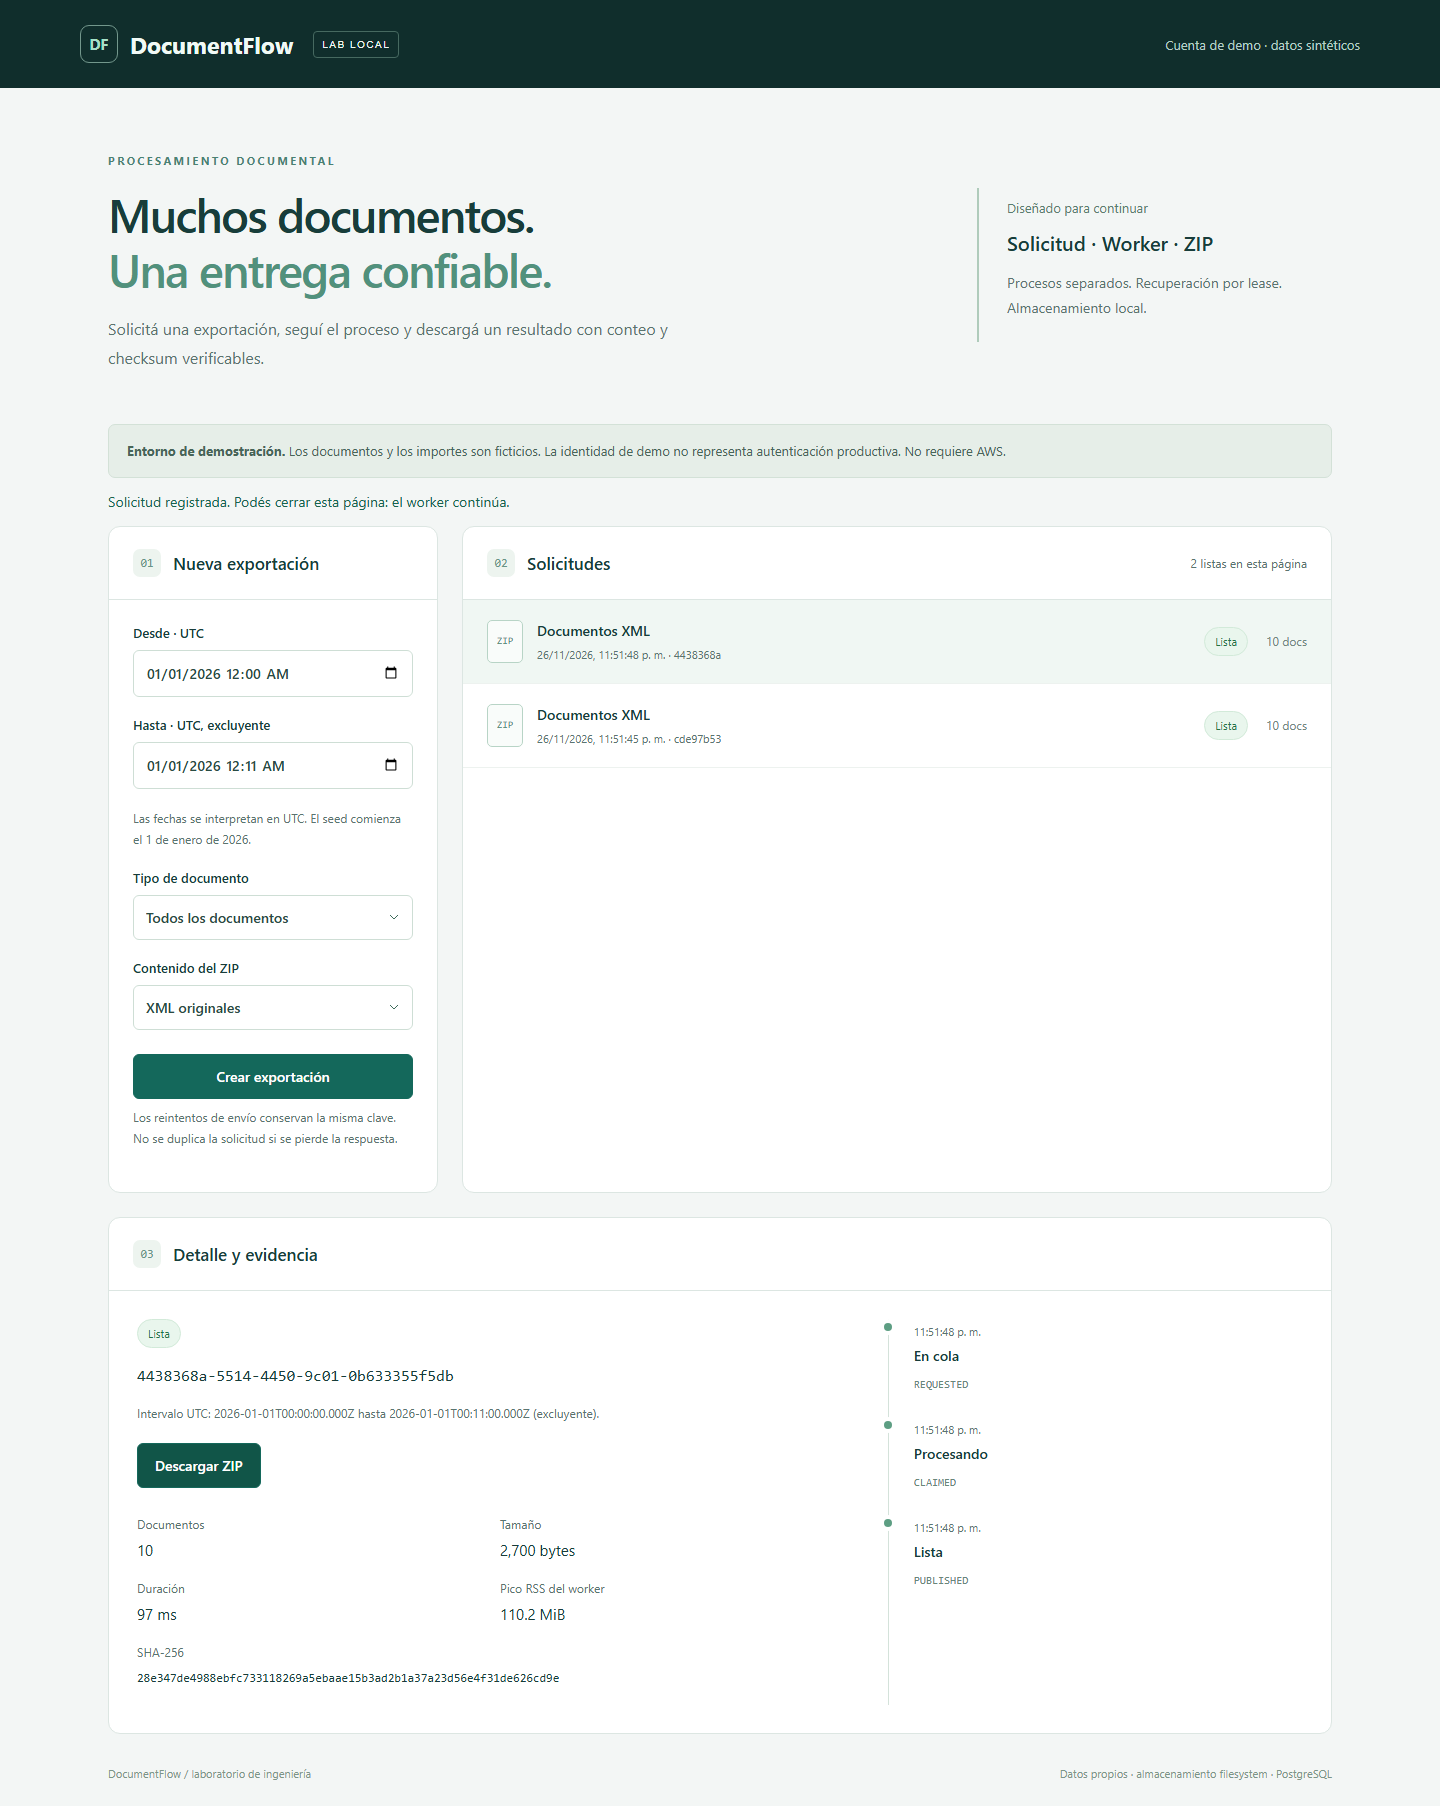 DF DocumentFlow LAB LOCAL
Cuenta de demo · datos sintéticos
PROCESAMIENTO DOCUMENTAL
Muchos documentos.
Una entrega confiable.
Solicitá una exportación, seguí el proceso y descargá un resultado con conteo y
checksum verificables.
Diseñado para continuar
Solicitud · Worker · ZIP
Procesos separados. Recuperación por lease.
Almacenamiento local.
Entorno de demostración. Los documentos y los importes son ficticios. La identidad de demo no representa autenticación productiva. No requiere AWS.
Solicitud registrada. Podés cerrar esta página: el worker continúa.
01 Nueva exportación
Desde · UTC
01/01/2026 12:00 AM
Hasta · UTC, excluyente
01/01/2026 12:11 AM
Las fechas se interpretan en UTC. El seed comienza
el 1 de enero de 2026.
Tipo de documento
Todos los documentos
Contenido del ZIP
XML originales
Crear exportación
Los reintentos de envío conservan la misma clave.
No se duplica la solicitud si se pierde la respuesta.
02 Solicitudes
2 listas en esta página
ZIP
Documentos XML
26/11/2026, 11:51:48 p. m. · 4438368a
Lista
10 docs
ZIP
Documentos XML
26/11/2026, 11:51:45 p. m. · cde97b53
Lista
10 docs
03 Detalle y evidencia
Lista
4438368a-5514-4450-9c01-0b633355f5db
Intervalo UTC: 2026-01-01T00:00:00.000Z hasta 2026-01-01T00:11:00.000Z (excluyente).
Descargar ZIP
Documentos
10
Tamaño
2,700 bytes
Duración
97 ms
Pico RSS del worker
110.2 MiB
SHA-256
28e347de4988ebfc733118269a5ebaae15b3ad2b1a37a23d56e4f31de626cd9e
11:51:48 p. m.
En cola
REQUESTED
11:51:48 p. m.
Procesando
CLAIMED
11:51:48 p. m.
Lista
PUBLISHED
DocumentFlow / laboratorio de ingeniería
Datos propios · almacenamiento filesystem · PostgreSQL